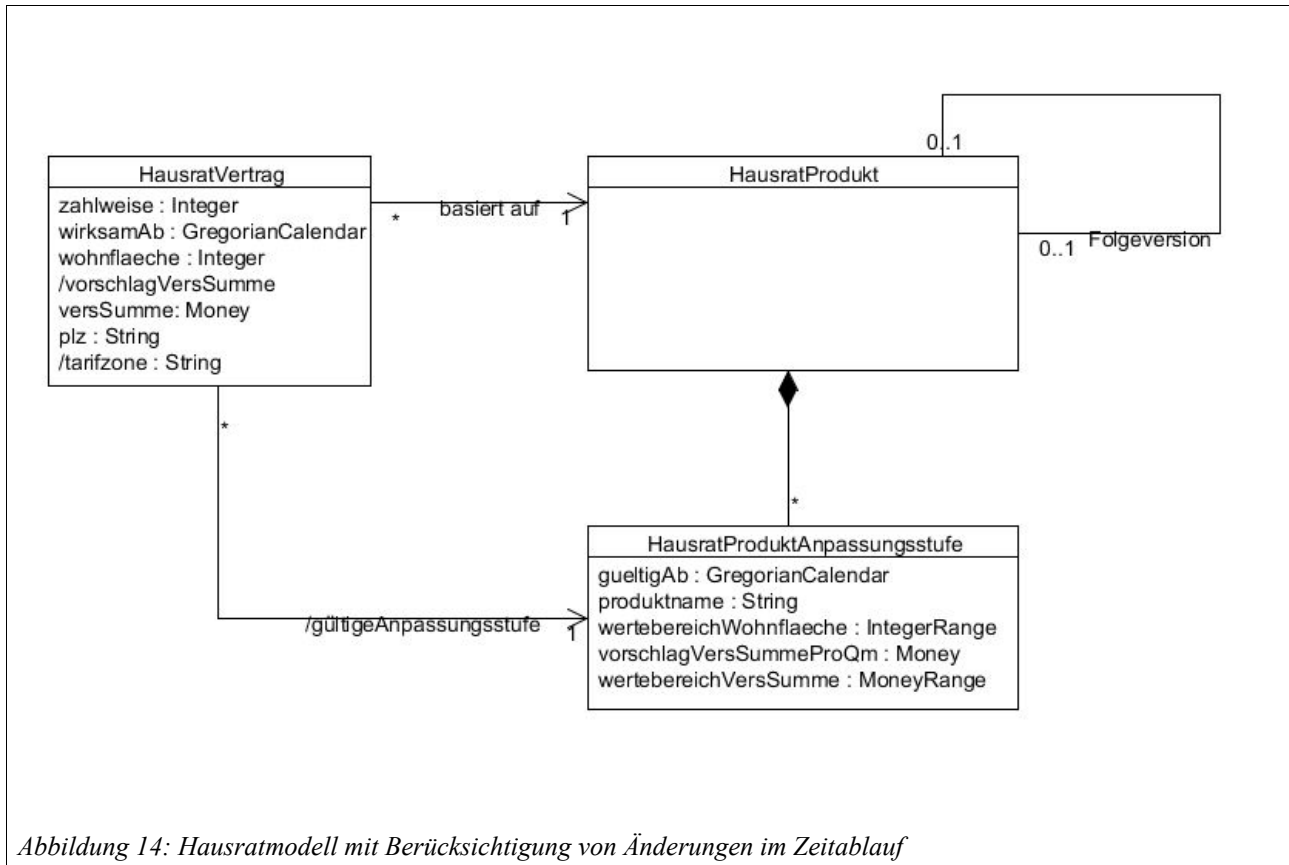 0..1
HausratVertrag
zahlweise : Integer
wirksamAb : GregorianCalendar
wohnflaeche : Integer
/vorschlagVersSumme
versSumme: Money
plz : String
/tarifzone : String
*
basiert auf
1
HausratProdukt
0..1
Folgeversion
*
/gültigeAnpassungsstufe
1
*
HausratProduktAnpassungsstufe
gueltigAb : GregorianCalendar
produktname : String
wertebereichWohnflaeche : IntegerRange
vorschlagVersSummeProQm : Money
wertebereichVersSumme : MoneyRange
Abbildung 14: Hausratmodell mit Berücksichtigung von Änderungen im Zeitablauf